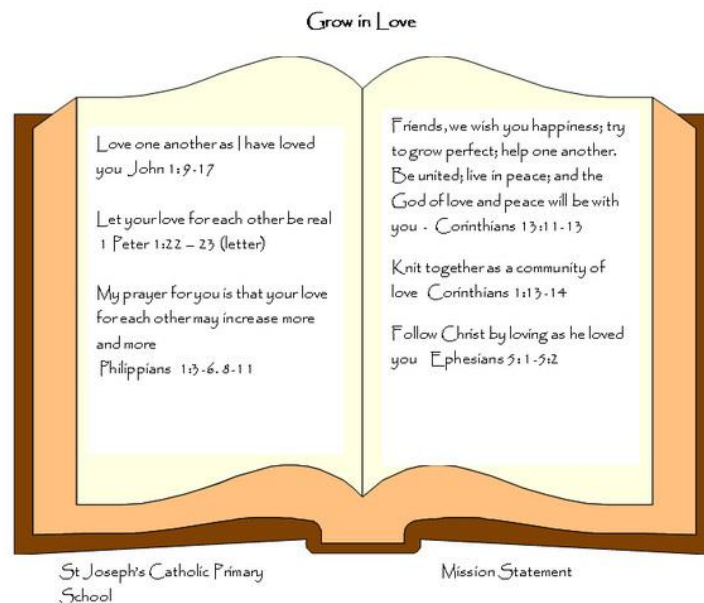 Grow in Love
Love one another as I have loved
you John 1:9-17
Let your love for each other be real
1 Peter 1:22 – 23 (letter)
My prayer for you is that your love
for each other may increase more
and more
Philippians 1:3-6. 8-11
Friends, we wish you happiness; try
to grow perfect; help one another.
Be united; live in peace; and the
God of love and peace will be with
you - Corinthians 13:11-13
Knit together as a community of
love Corinthians 1:13-14
Follow Christ by loving as he loved
you Ephesians 5:1-5:2
St Joseph's Catholic Primary
School
Mission Statement